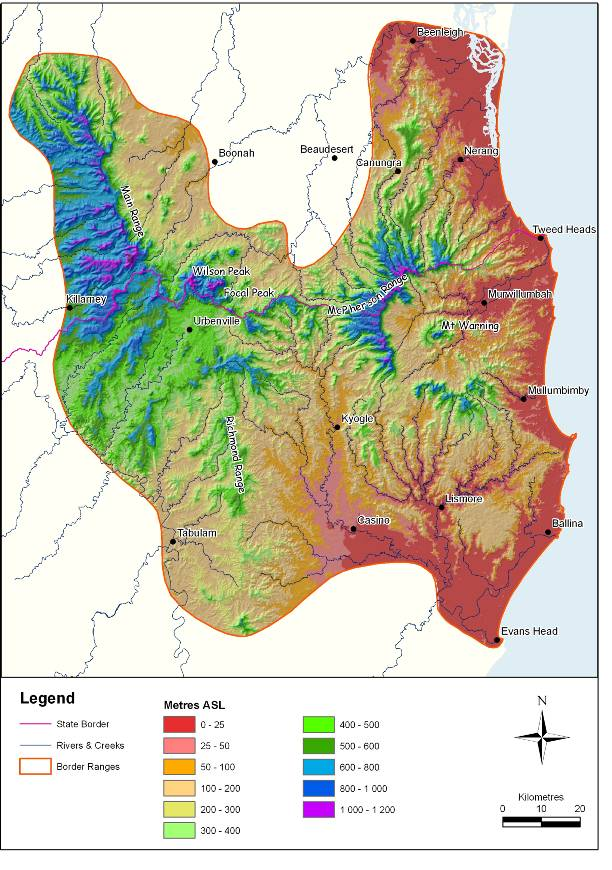 Beenleigh
Boonah
Beaudesert
Canungra
Nerang
Main Range
Tweed Heads
Wilson Peak
Focal Peak
Killarney
McPherson Range
Murwillumbah
Urbenville
Mt Warning
Mullumbimby
Kyogle
Richmond Range
Lismore
Casino
Ballina
Tabulam
Evans Head
Legend
State Border
Rivers & Creeks
Border Ranges
Metres ASL
0 - 25
25 - 50
50 - 100
100 - 200
200 - 300
300 - 400
400 - 500
500 - 600
600 - 800
800 - 1 000
1 000 - 1 200
N
Kilometres
0 10 20